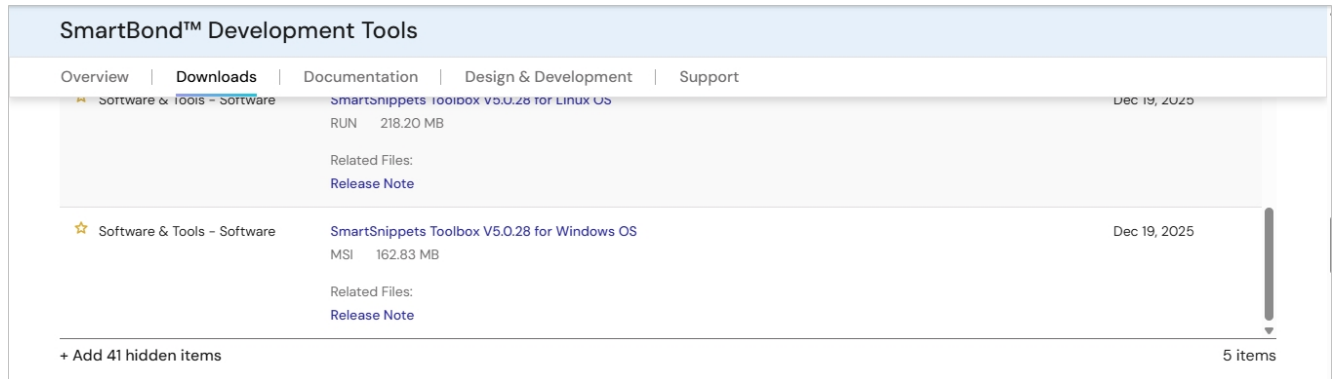 SmartBond™ Development Tools
Overview | Downloads | Documentation | Design & Development | Support
Software & Tools - Software SmartSnippets Toolbox V5.0.28 for Linux OS Dec 19, 2025
RUN 218.20 MB
Related Files:
Release Note
Software & Tools - Software SmartSnippets Toolbox V5.0.28 for Windows OS Dec 19, 2025
MSI 162.83 MB
Related Files:
Release Note
+ Add 41 hidden items 5 items